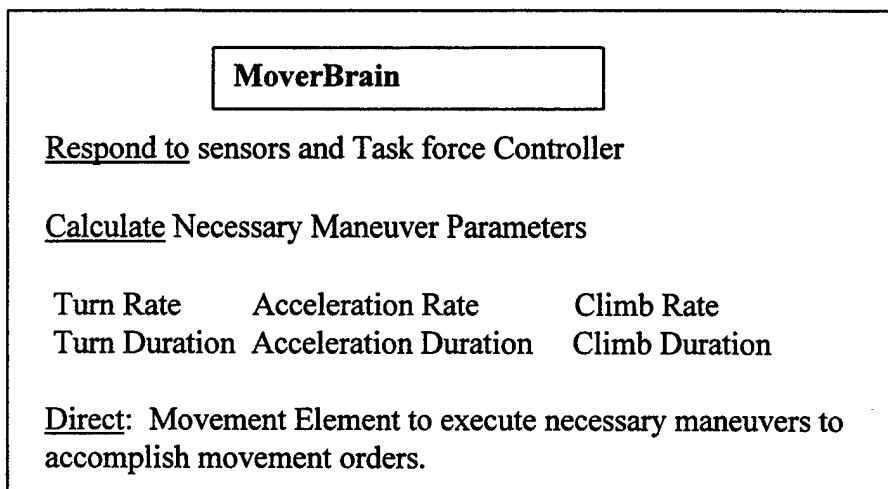 MoverBrain
Respond to sensors and Task force Controller
Calculate Necessary Maneuver Parameters
Turn Rate Acceleration Rate Climb Rate
Turn Duration Acceleration Duration Climb Duration
Direct: Movement Element to execute necessary maneuvers to
accomplish movement orders.